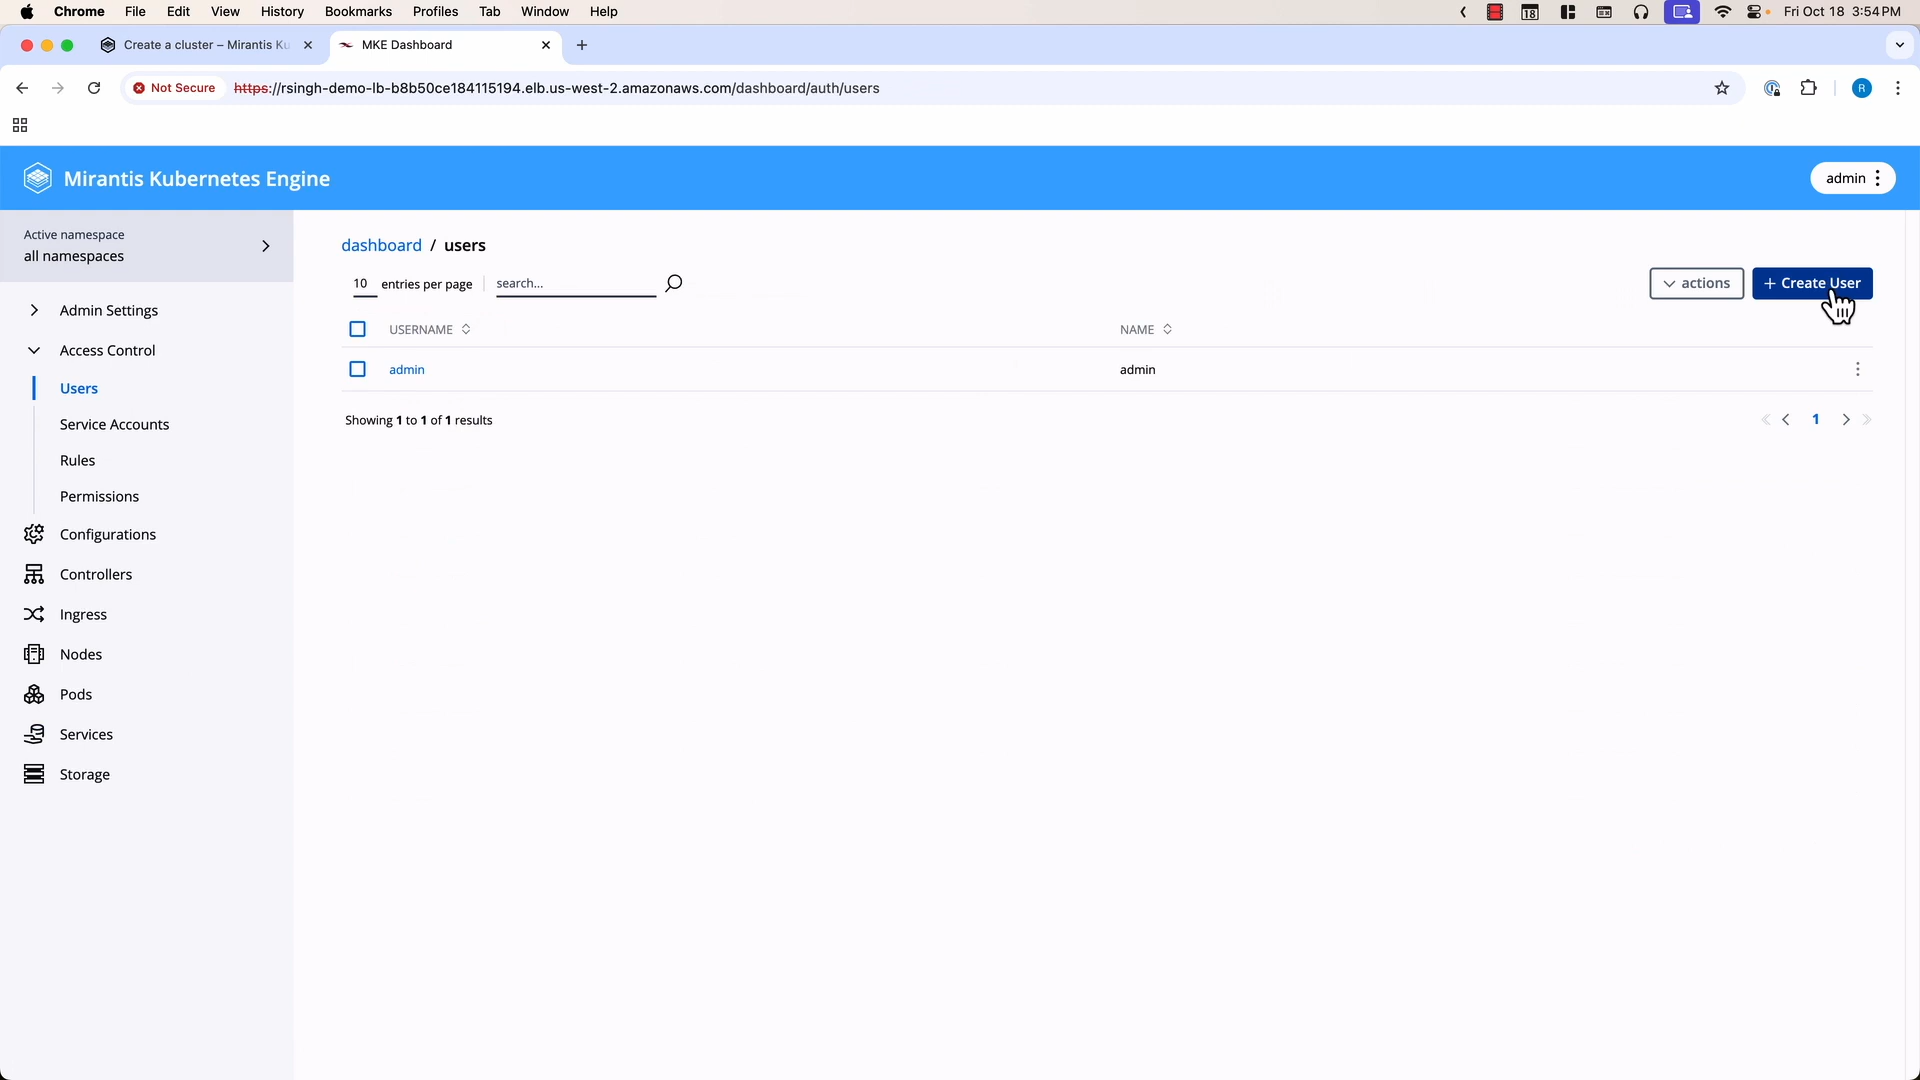 Chrome File Edit View History Bookmarks Profiles Tab Window Help 18 Fri Oct 18 3:54 PM
Create a cluster – Mirantis Ku MKE Dashboard
Not Secure https://rsingh-demo-lb-b8b50ce184115194.elb.us-west-2.amazonaws.com/dashboard/auth/users R
Mirantis Kubernetes Engine admin
Active namespace
all namespaces
dashboard / users
10 entries per page search... actions + Create User
Admin Settings
Access Control
Users
Service Accounts
Rules
Permissions
Configurations
Controllers
Ingress
Nodes
Pods
Services
Storage
USERNAME NAME
admin admin
Showing 1 to 1 of 1 results 1